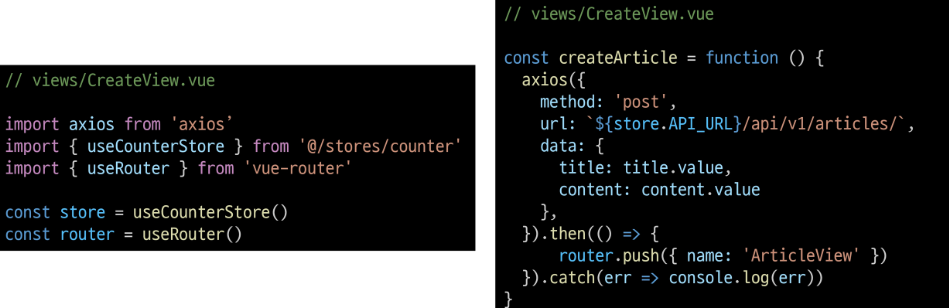 // views/CreateView.vue
import axios from 'axios’
import { useCounterStore } from '@/stores/counter'
import { useRouter } from 'vue-router'
const store = useCounterStore()
const router = useRouter()
// views/CreateView.vue
const createArticle = function () {
axios({
method: 'post',
url: `${store.API_URL}/api/v1/articles/`,
data: {
title: title.value,
content: content.value
},
}).then(() => {
router.push({ name: 'ArticleView' })
}).catch(err => console.log(err))
}